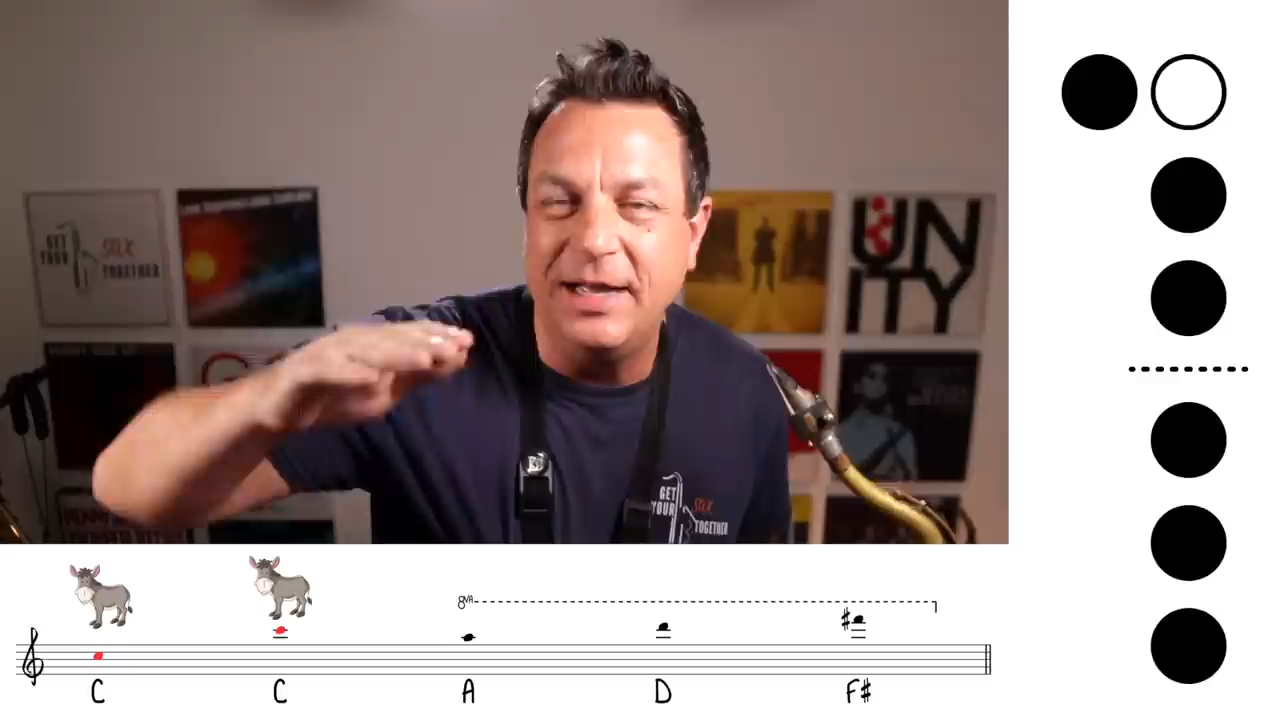 GET
YOUR
SAX
TOGETHER
UN
ITY
GET
YOUR
SAX
TOGETHER
8VA
C
C
A
D
F#